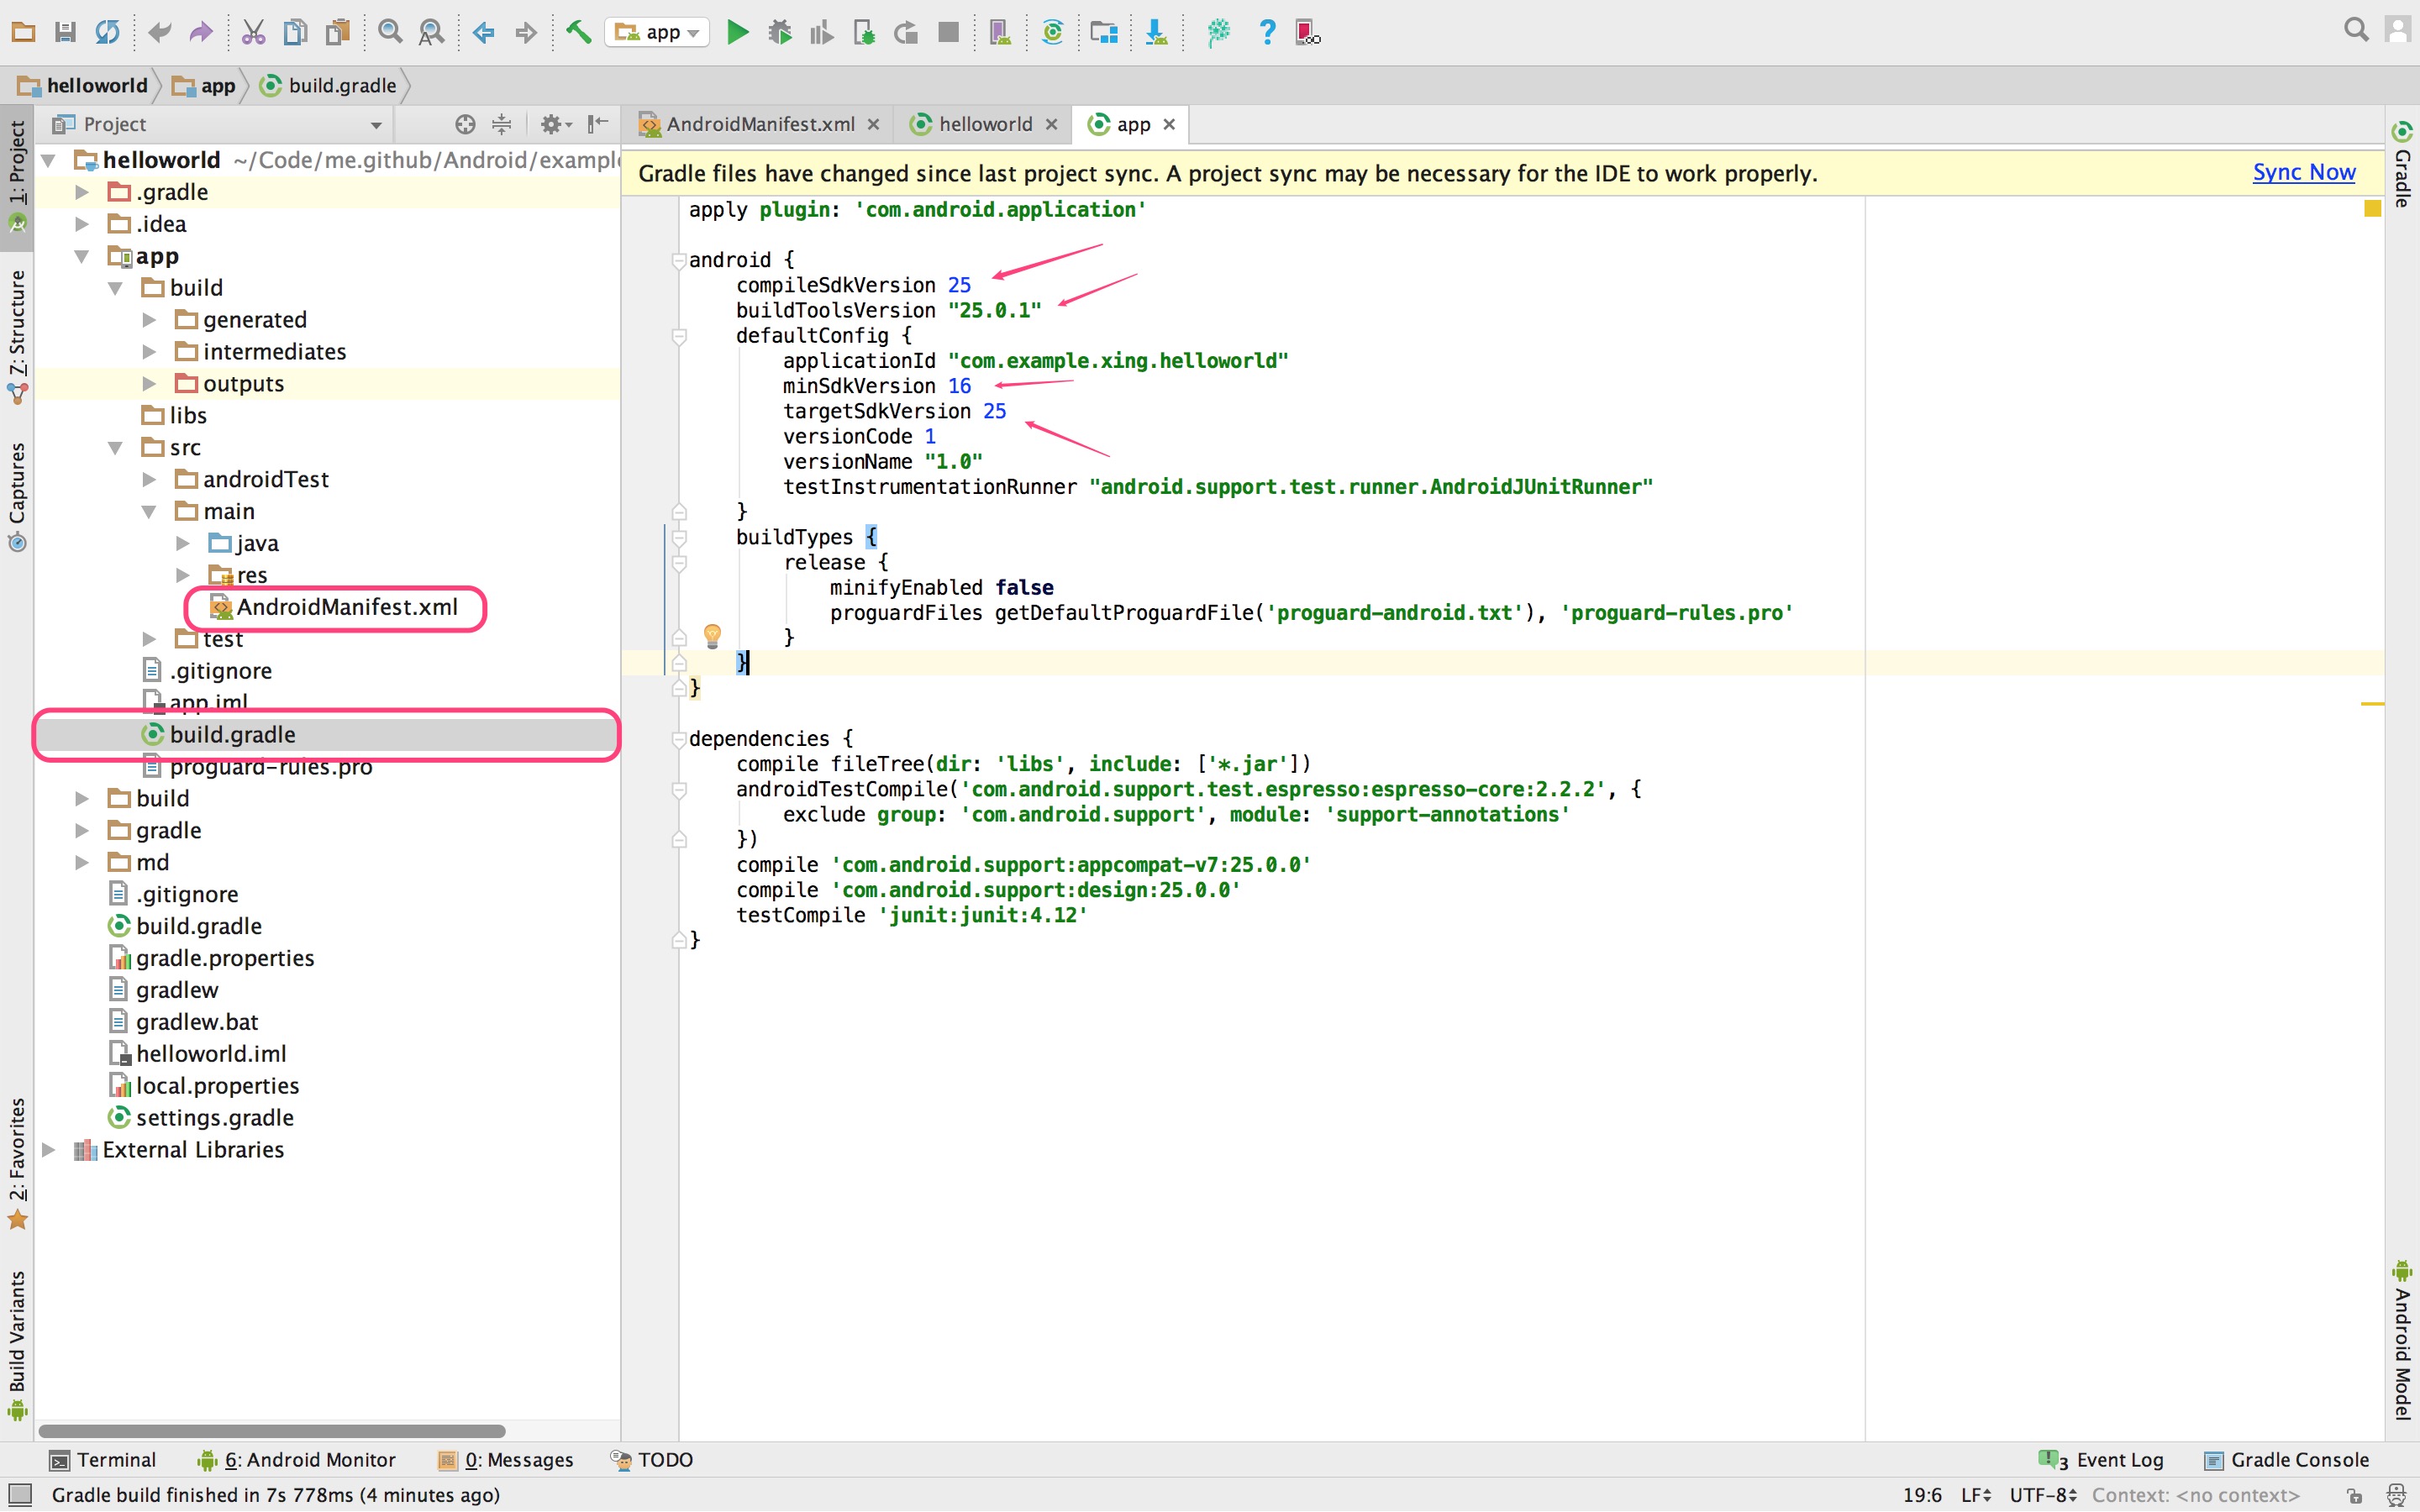 app
helloworld
app
build.gradle
Project
AndroidManifest.xml
helloworld
app
Gradle files have changed since last project sync. A project sync may be necessary for the IDE to work properly.
Sync Now
1: Project
7: Structure
Captures
2: Favorites
Build Variants
helloworld ~/Code/me.github/Android/example
.gradle
.idea
app
build
generated
intermediates
outputs
libs
src
androidTest
main
java
res
AndroidManifest.xml
test
.gitignore
app.iml
build.gradle
proguard-rules.pro
build
gradle
md
.gitignore
build.gradle
gradle.properties
gradlew
gradlew.bat
helloworld.iml
local.properties
settings.gradle
External Libraries
apply plugin: 'com.android.application'
android {
compileSdkVersion 25
buildToolsVersion "25.0.1"
defaultConfig {
applicationId "com.example.xing.helloworld"
minSdkVersion 16
targetSdkVersion 25
versionCode 1
versionName "1.0"
testInstrumentationRunner "android.support.test.runner.AndroidJUnitRunner"
}
buildTypes {
release {
minifyEnabled false
proguardFiles getDefaultProguardFile('proguard-android.txt'), 'proguard-rules.pro'
}
}
}
dependencies {
compile fileTree(dir: 'libs', include: ['*.jar'])
androidTestCompile('com.android.support.test.espresso:espresso-core:2.2.2', {
exclude group: 'com.android.support', module: 'support-annotations'
})
compile 'com.android.support:appcompat-v7:25.0.0'
compile 'com.android.support:design:25.0.0'
testCompile 'junit:junit:4.12'
}
Gradle
Android Model
Terminal
6: Android Monitor
0: Messages
TODO
3 Event Log
Gradle Console
Gradle build finished in 7s 778ms (4 minutes ago)
19:6
LF
UTF-8
Context: <no context>